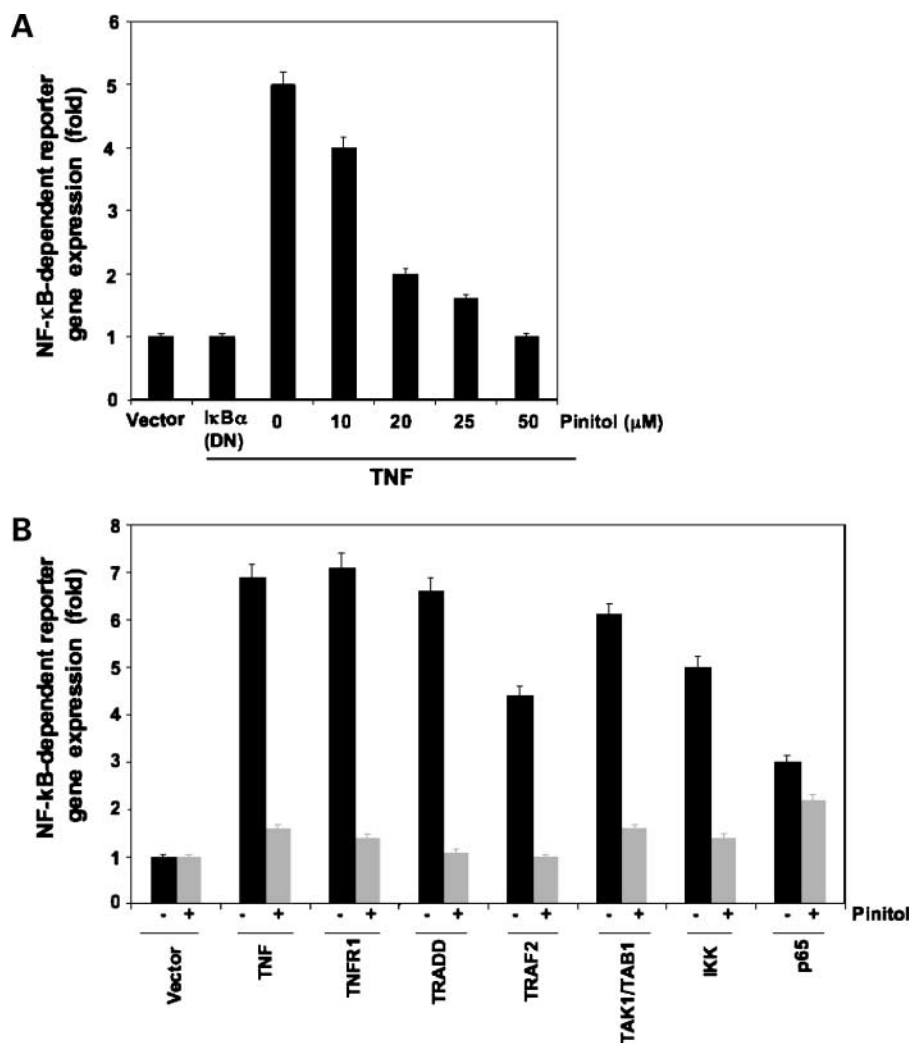 A
NF-κB-dependent reporter
gene expression (fold)
6
5
4
3
2
1
0
Vector IκBα (DN) 0 10 20 25 50 Pinitol (μM)
TNF
B
NF-kB-dependent reporter
gene expression (fold)
8
7
6
5
4
3
2
1
0
- + - + - + - + - + - + - + - + Pinitol
Vector TNF TNFR1 TRADD TRAF2 TAK1/TAB1 IKK p65